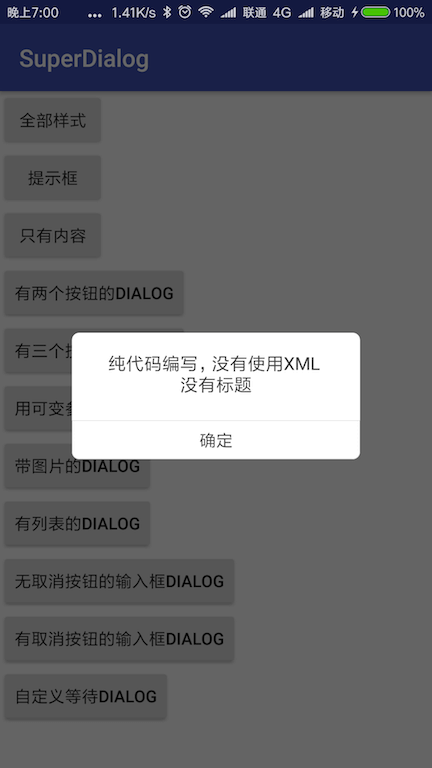 晚上7:00 ... 1.41K/s 联通 4G 移动 100%
SuperDialog
全部样式
提示框
只有内容
有两个按钮的DIALOG
有三个
纯代码编写，没有使用XML
没有标题
用可变
确定
带图片的DIALOG
有列表的DIALOG
无取消按钮的输入框DIALOG
有取消按钮的输入框DIALOG
自定义等待DIALOG